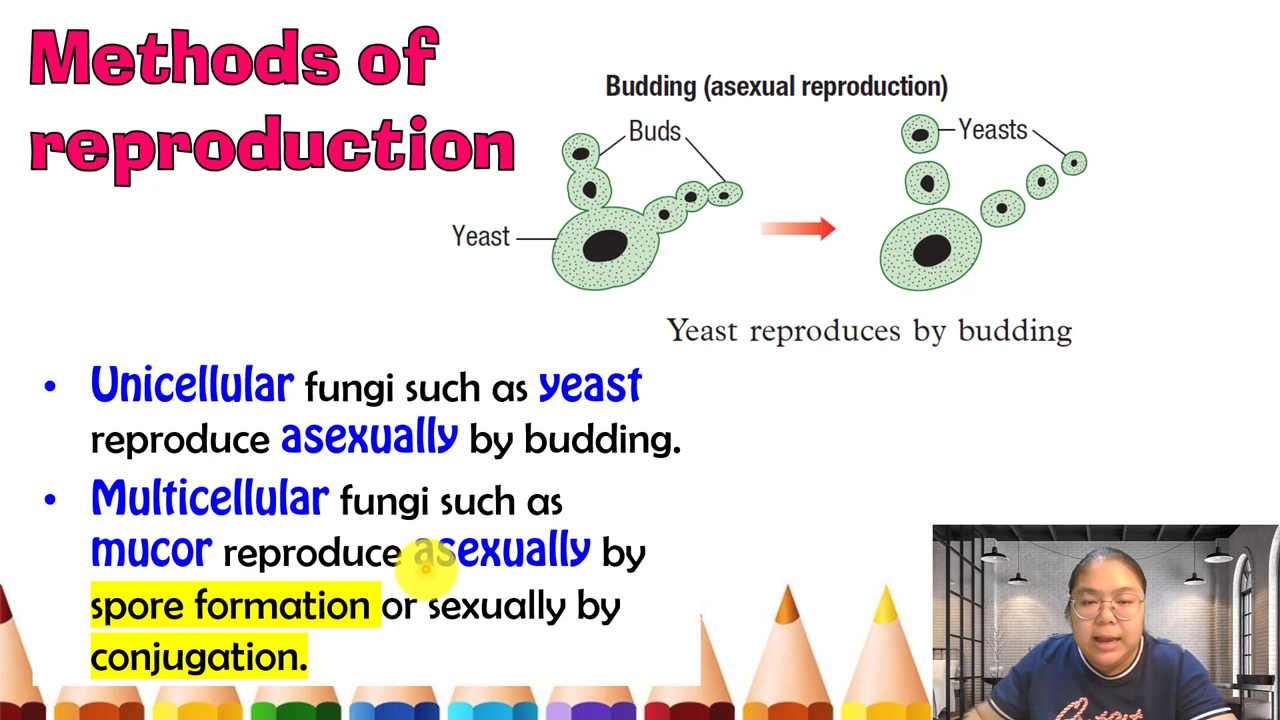 Methods of
reproduction
Budding (asexual reproduction)
Buds
Yeasts
Yeast
Yeast reproduces by budding
• Unicellular fungi such as yeast
reproduce asexually by budding.
• Multicellular fungi such as
mucor reproduce asexually by
spore formation or sexually by
conjugation.